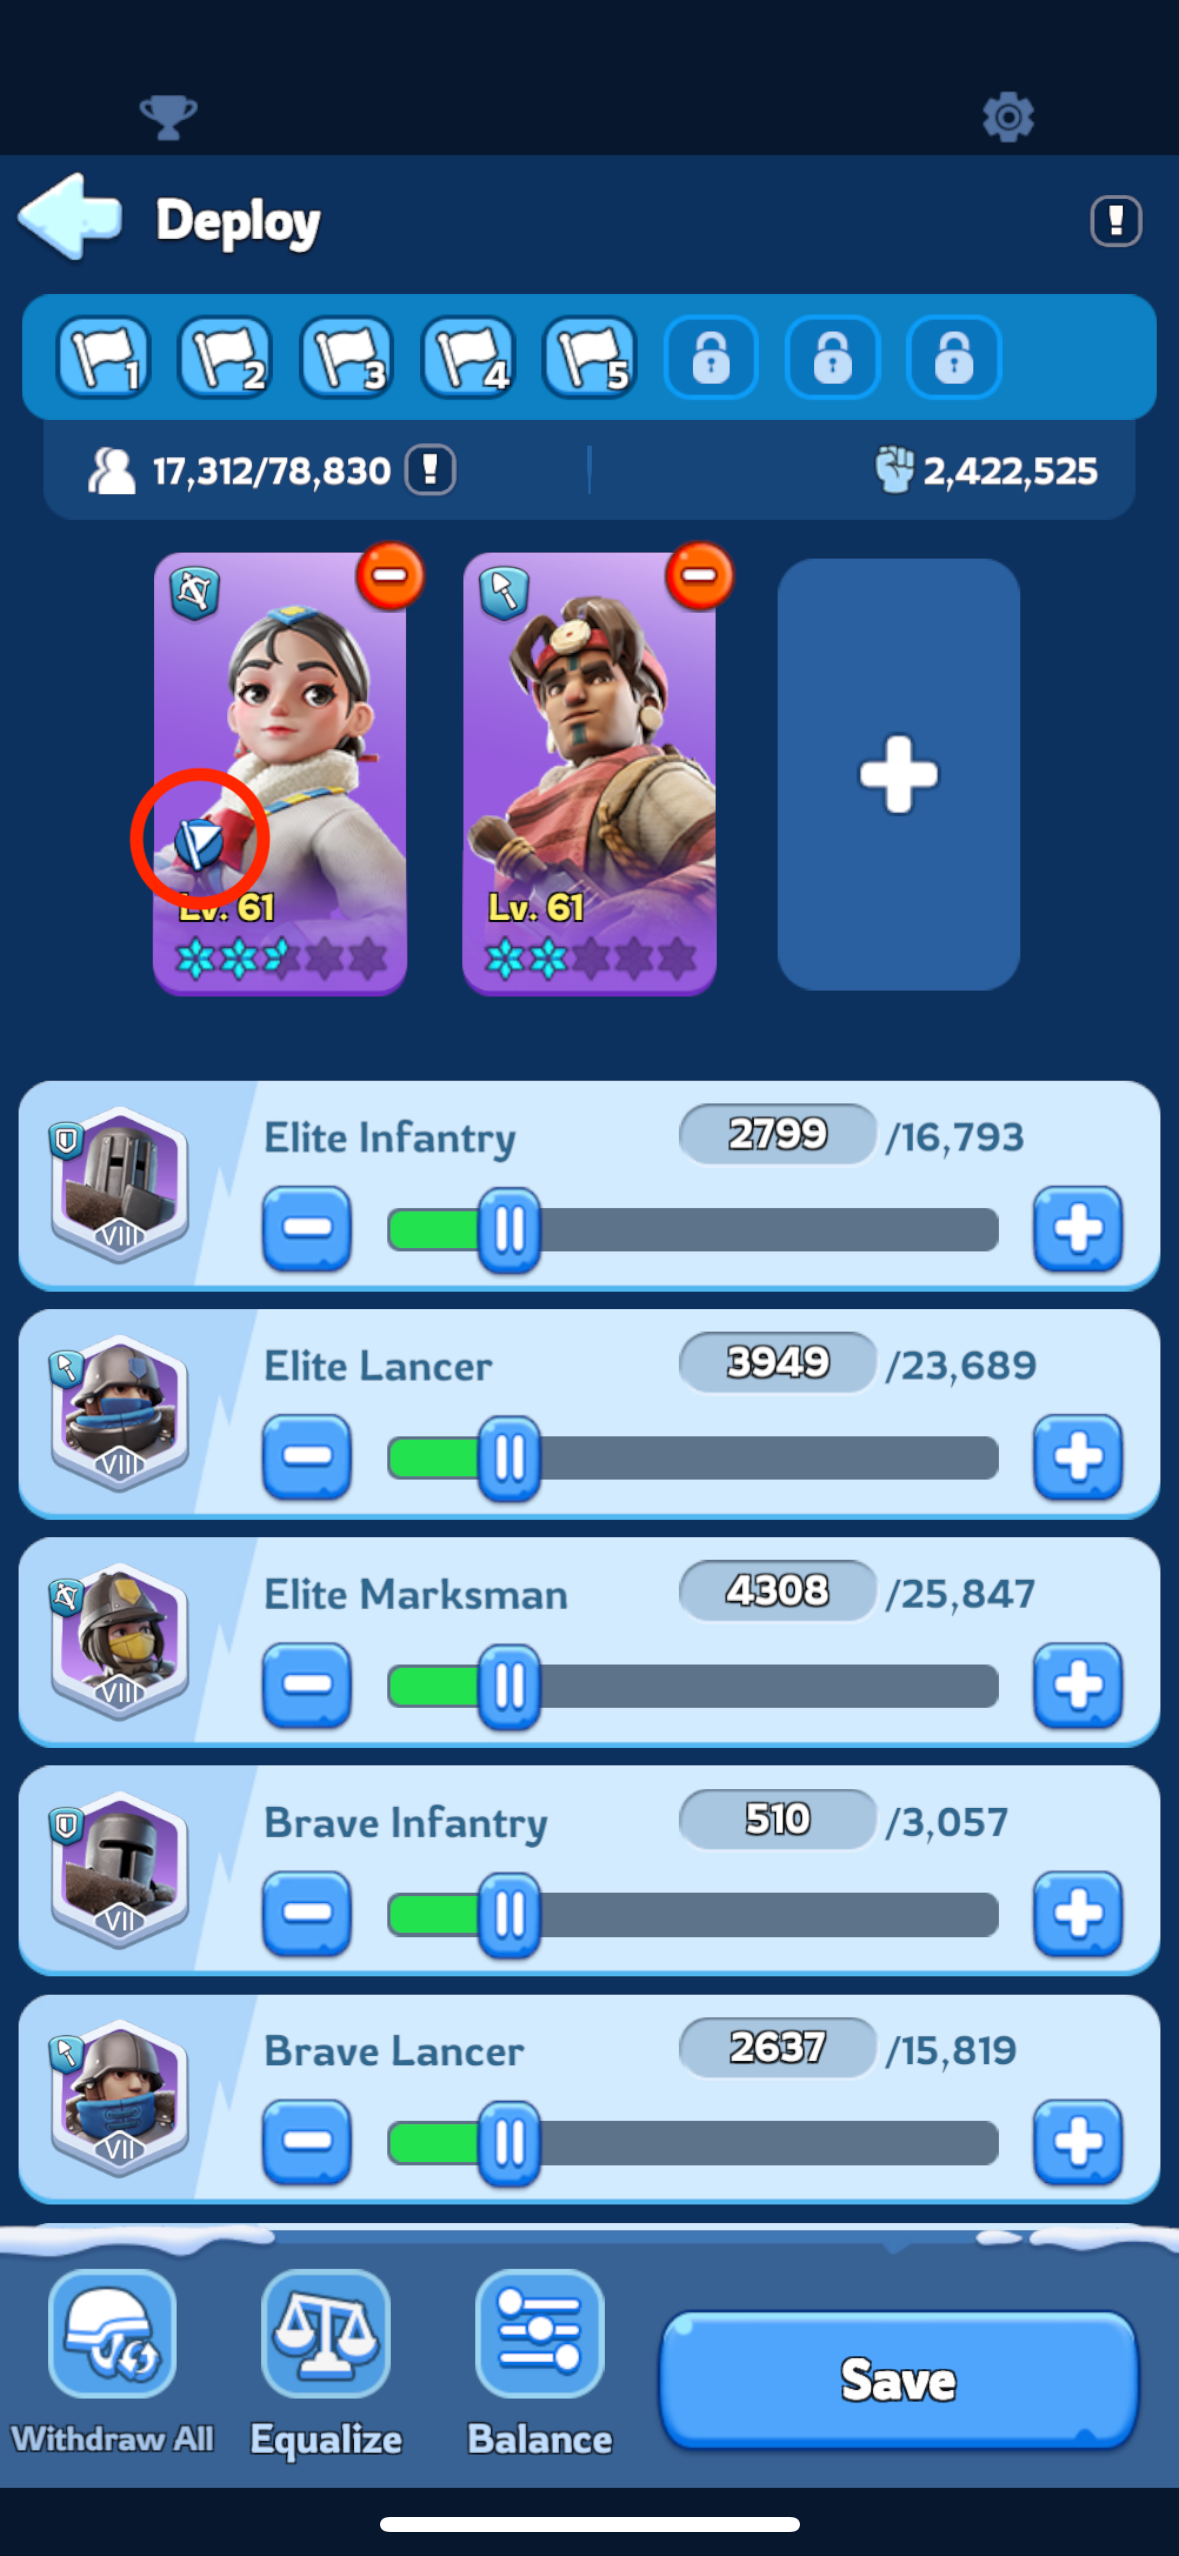 Deploy
1 2 3 4 5
17,312/78,830 ! 2,422,525
Lv. 61 Lv. 61
Elite Infantry 2799 /16,793
VIII
Elite Lancer 3949 /23,689
VIII
Elite Marksman 4308 /25,847
VIII
Brave Infantry 510 /3,057
VII
Brave Lancer 2637 /15,819
VII
Save
Withdraw All Equalize Balance